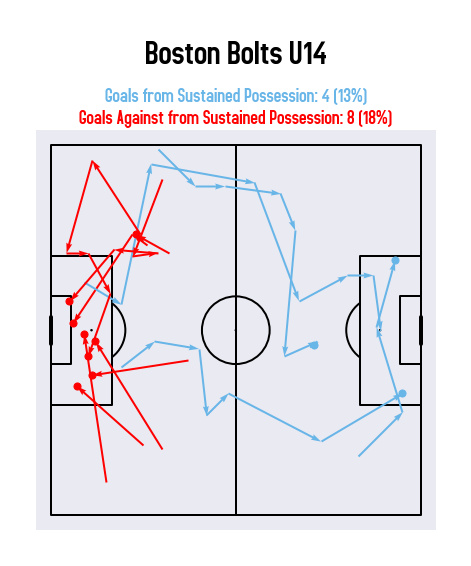 Boston Bolts U14
Goals from Sustained Possession: 4 (13%)
Goals Against from Sustained Possession: 8 (18%)